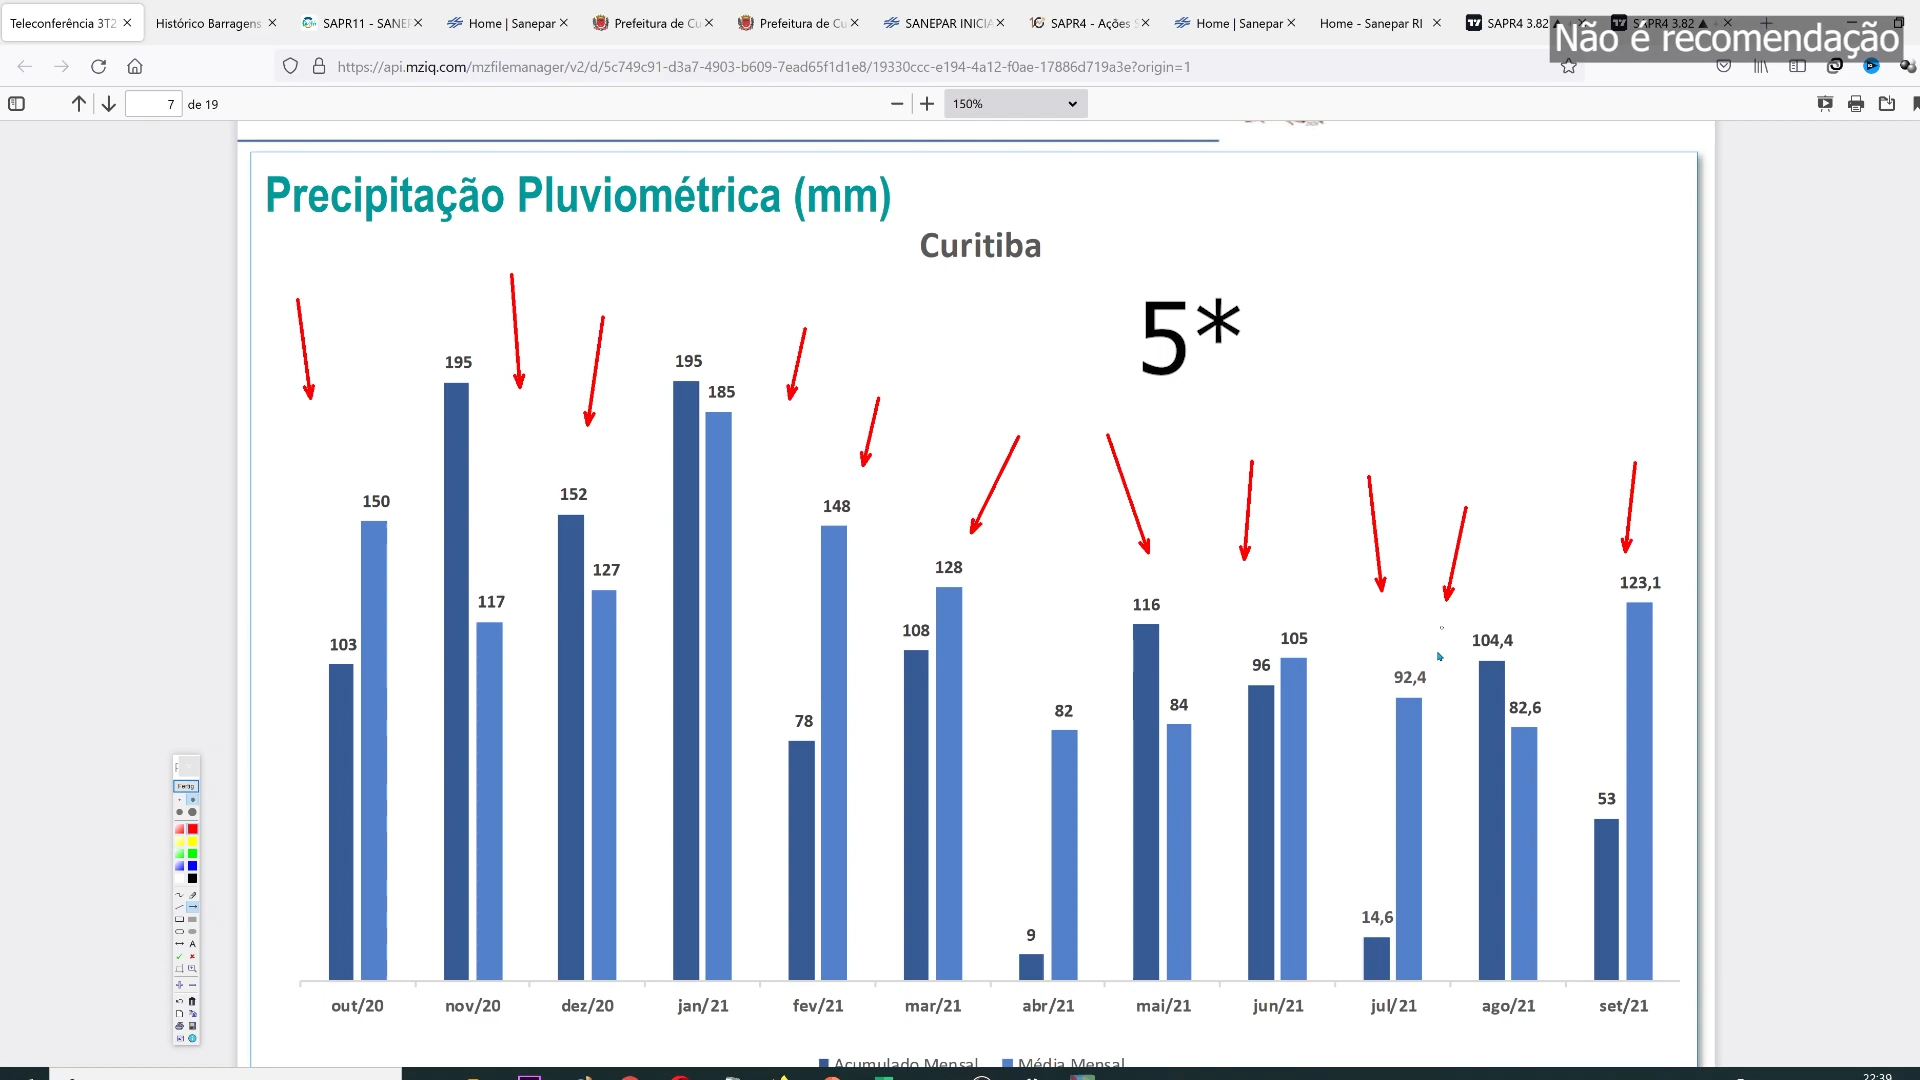 Teleconferência 3T2
Histórico Barragens
SAPR11 - SANEF
Home | Sanepar
Prefeitura de Cu
Prefeitura de Cu
SANEPAR INICIA
SAPR4 - Ações S
Home | Sanepar
Home - Sanepar RI
SAPR4 3.82 ▲
SAPR4 3.82 ▲
Não é recomendação
https://api.mziq.com/mzfilemanager/v2/d/5c749c91-d3a7-4903-b609-7ead65f1d1e8/19330ccc-e194-4a12-f0ae-17886d719a3e?origin=1
7 de 19
150%
Precipitação Pluviométrica (mm)
Curitiba
5*
103 150
195 117
152 127
195 185
78 148
108 128
9 82
116 84
96 105
14,6 92,4
104,4 82,6
53 123,1
out/20 nov/20 dez/20 jan/21 fev/21 mar/21 abr/21 mai/21 jun/21 jul/21 ago/21 set/21
Acumulado Mensal Média Mensal
Fertig
A
22:39